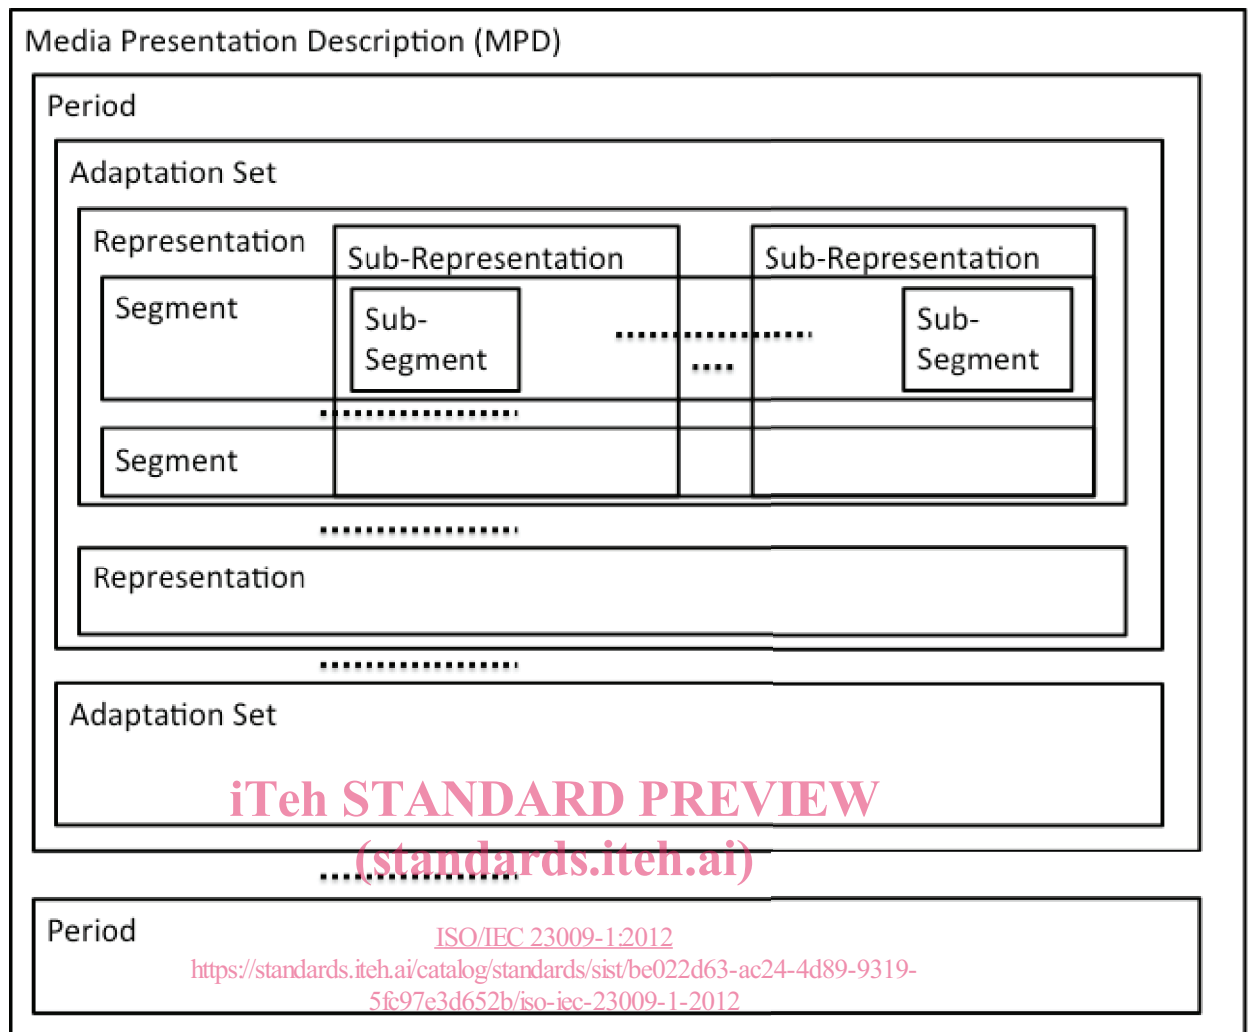 Media Presentation Description (MPD)
Period
Adaptation Set
Representation
Sub-Representation
Sub-Representation
Segment
Sub-
Segment
Sub-
Segment
Segment
Representation
Adaptation Set
iTeh STANDARD PREVIEW
(standards.iteh.ai)
Period
ISO/IEC 23009-1:2012
https://standards.iteh.ai/catalog/standards/sist/be022d63-ac24-4d89-9319-
5fc97e3d652b/iso-iec-23009-1-2012